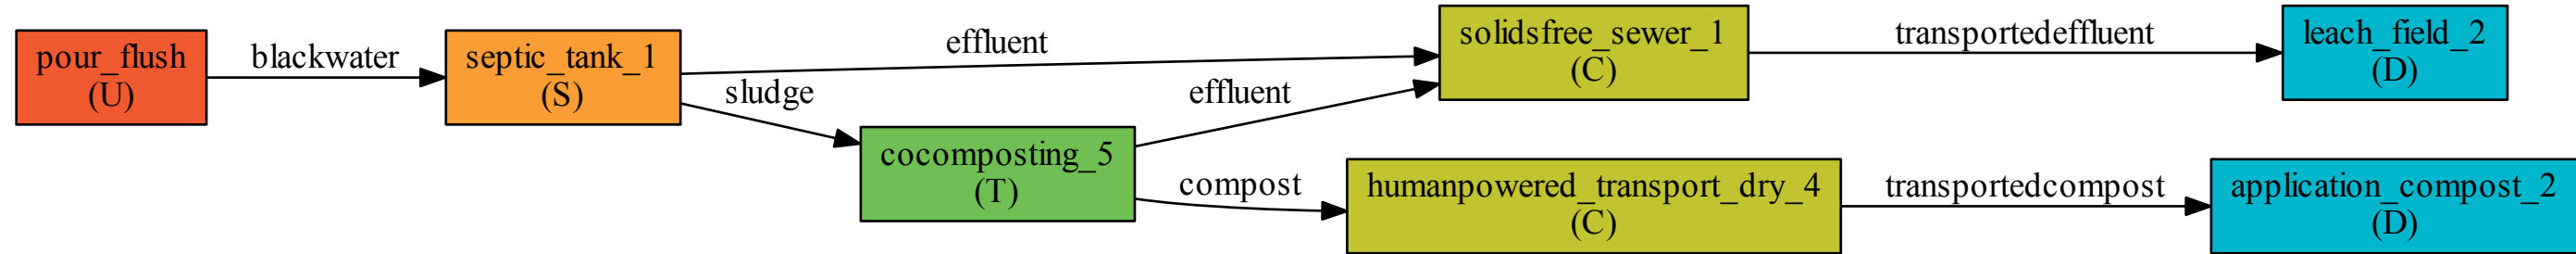 pour_flush
(U)
blackwater
septic_tank_1
(S)
effluent
sludge
cocomposting_5
(T)
effluent
compost
solidsfree_sewer_1
(C)
humanpowered_transport_dry_4
(C)
transportedeffluent
transportedcompost
leach_field_2
(D)
application_compost_2
(D)